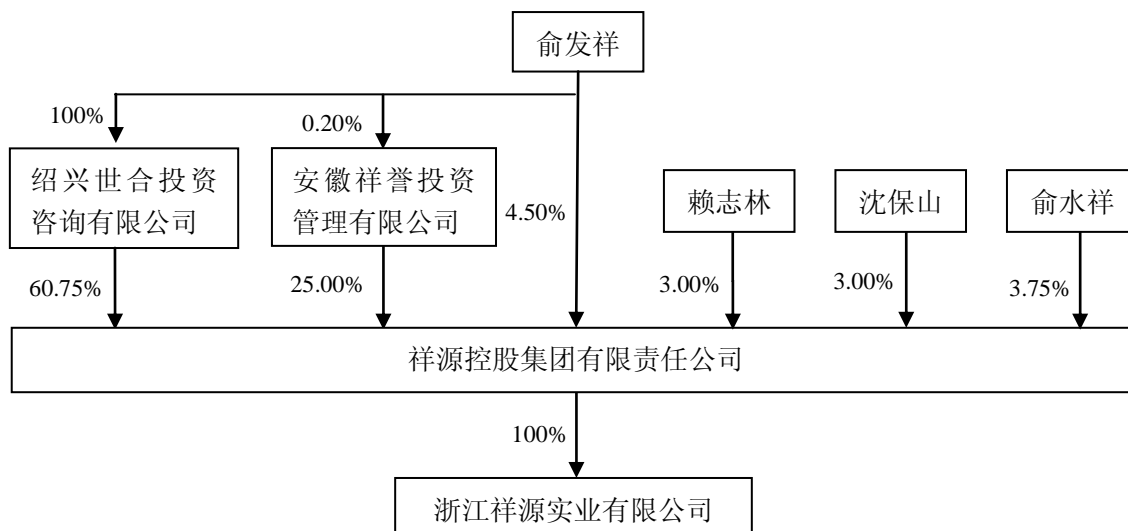 俞发祥
100%
0.20%
绍兴世合投资
咨询有限公司
安徽祥誉投资
管理有限公司
4.50%
赖志林
沈保山
俞水祥
60.75%
25.00%
3.00%
3.00%
3.75%
祥源控股集团有限责任公司
100%
浙江祥源实业有限公司